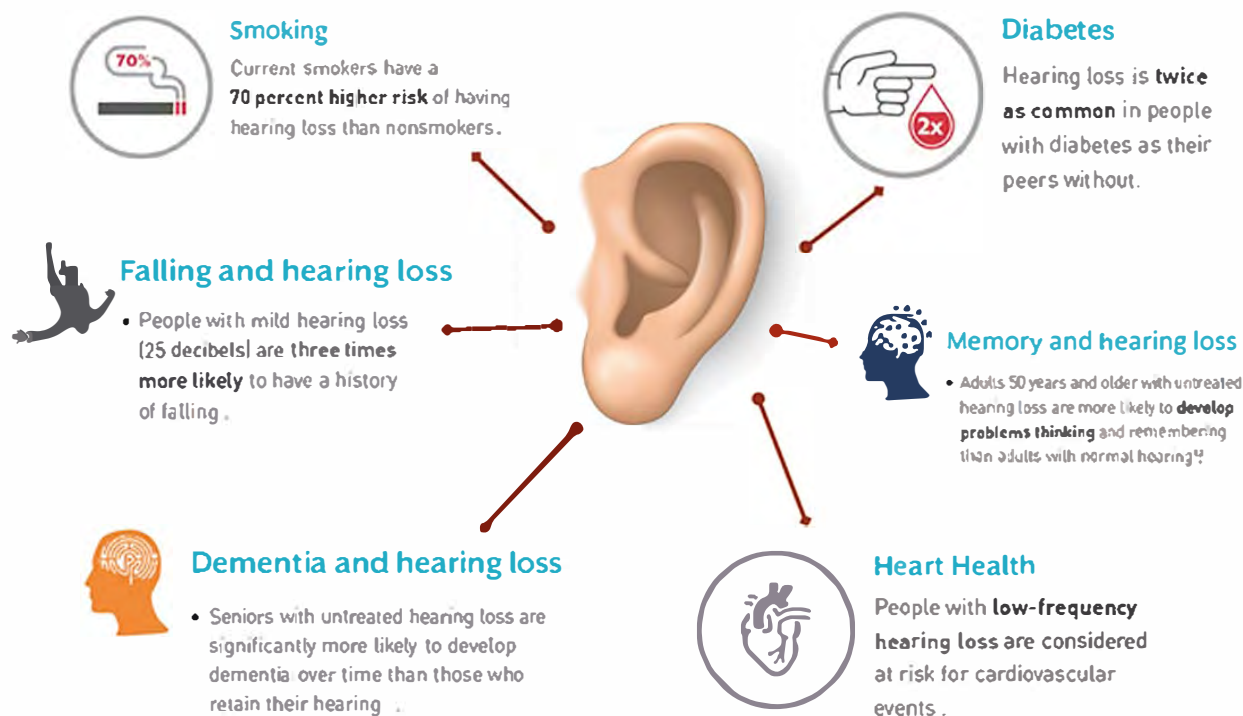 Smoking
70%
Current smokers have a
70 percent higher risk of having
hearing loss than nonsmokers.
Diabetes
2x
Hearing loss is twice
as common in people
with diabetes as their
peers without.
Falling and hearing loss
• People with mild hearing loss
(25 decibels) are three times
more likely to have a history
of falling .
Memory and hearing loss
• Adults 50 years and older with untreated
hearing loss are more likely to develop
problems thinking and remembering
than adults with normal hearing
Dementia and hearing loss
• Seniors with untreated hearing loss are
significantly more likely to develop
dementia over time than those who
retain their hearing .
Heart Health
People with low-frequency
hearing loss are considered
at risk for cardiovascular
events .